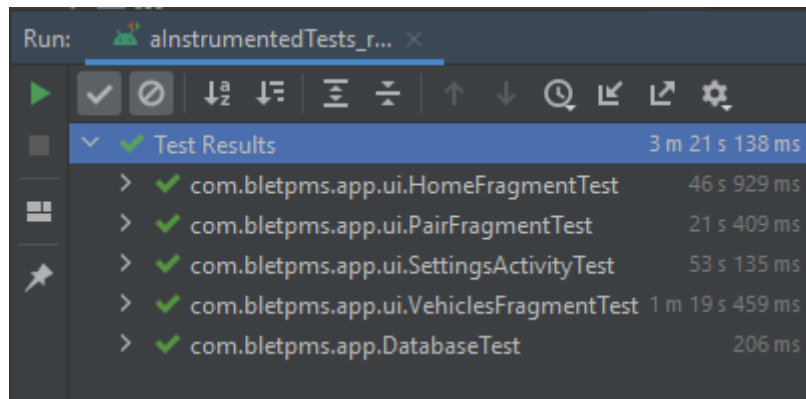 Run: aInstrumentedTests_r...
Test Results 3 m 21 s 138 ms
com.bletpms.app.ui.HomeFragmentTest 46 s 929 ms
com.bletpms.app.ui.PairFragmentTest 21 s 409 ms
com.bletpms.app.ui.SettingsActivityTest 53 s 135 ms
com.bletpms.app.ui.VehiclesFragmentTest 1 m 19 s 459 ms
com.bletpms.app.DatabaseTest 206 ms